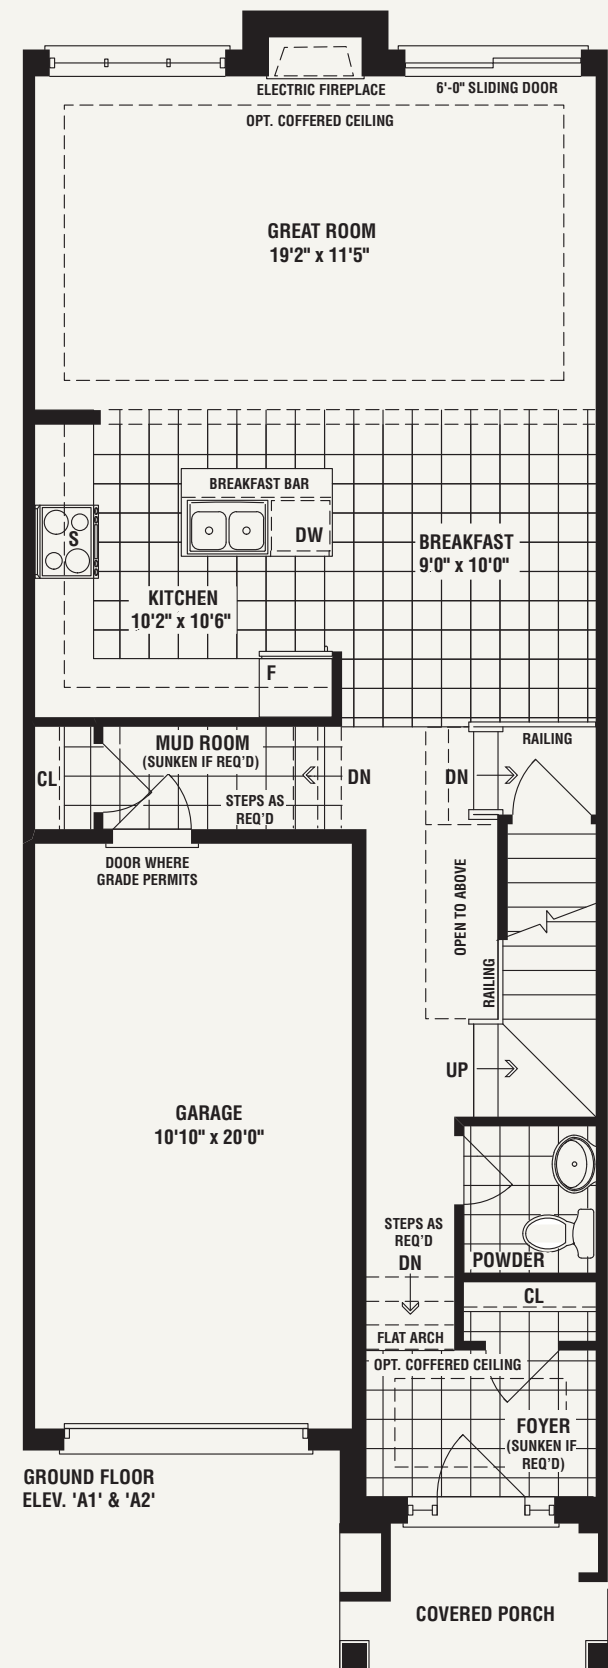 ELECTRIC FIREPLACE
6'-0" SLIDING DOOR
OPT. COFFERED CEILING
GREAT ROOM
19'2" x 11'5"
BREAKFAST BAR
S
DW
BREAKFAST
9'0" x 10'0"
KITCHEN
10'2" x 10'6"
F
MUD ROOM
(SUNKEN IF REQ'D)
RAILING
CL
DN
DN
STEPS AS
REQ'D
DOOR WHERE
GRADE PERMITS
OPEN TO ABOVE
RAILING
UP
GARAGE
10'10" x 20'0"
STEPS AS
REQ'D
DN
POWDER
CL
FLAT ARCH
OPT. COFFERED CEILING
FOYER
(SUNKEN IF
REQ'D)
GROUND FLOOR
ELEV. 'A1' & 'A2'
COVERED PORCH